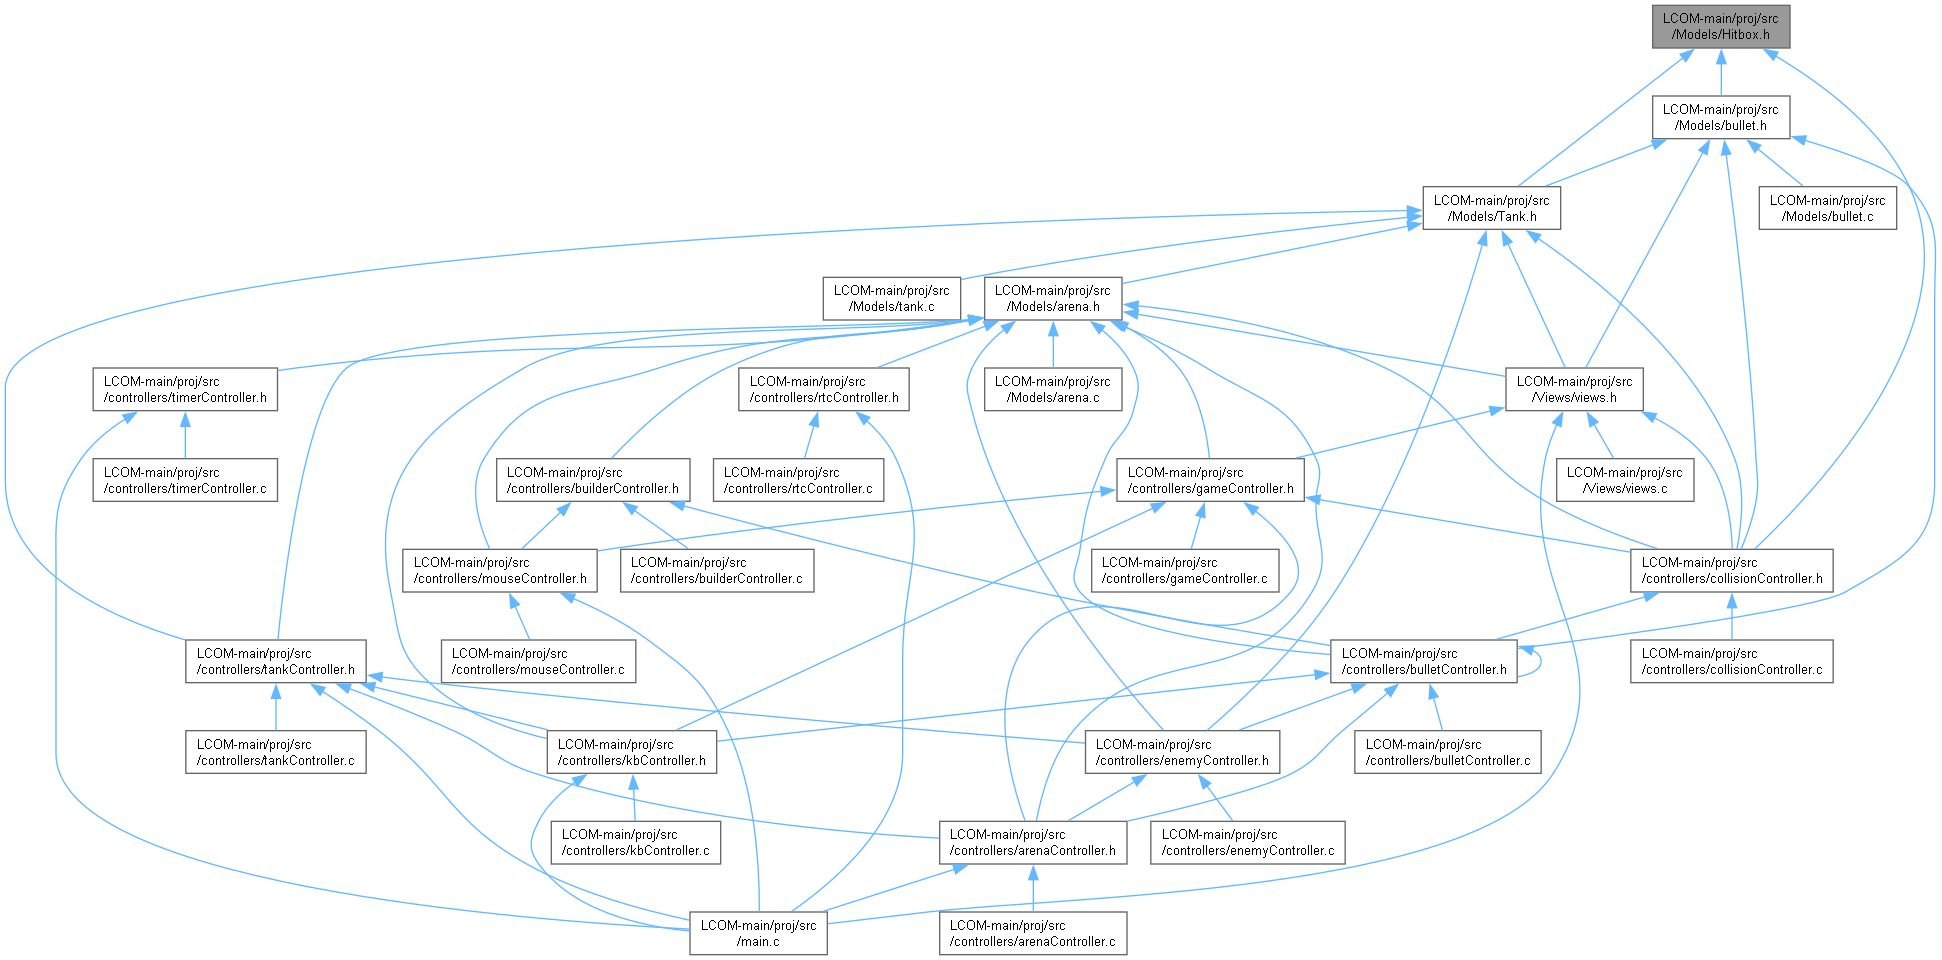 LCOM-main/proj/src
/Models/Hitbox.h
LCOM-main/proj/src
/Models/bullet.h
LCOM-main/proj/src
/Models/Tank.h
LCOM-main/proj/src
/Models/bullet.c
LCOM-main/proj/src
/Models/tank.c
LCOM-main/proj/src
/Models/arena.h
LCOM-main/proj/src
/controllers/timerController.h
LCOM-main/proj/src
/controllers/rtcController.h
LCOM-main/proj/src
/Models/arena.c
LCOM-main/proj/src
/Views/views.h
LCOM-main/proj/src
/controllers/timerController.c
LCOM-main/proj/src
/controllers/builderController.h
LCOM-main/proj/src
/controllers/rtcController.c
LCOM-main/proj/src
/controllers/gameController.h
LCOM-main/proj/src
/Views/views.c
LCOM-main/proj/src
/controllers/mouseController.h
LCOM-main/proj/src
/controllers/builderController.c
LCOM-main/proj/src
/controllers/gameController.c
LCOM-main/proj/src
/controllers/collisionController.h
LCOM-main/proj/src
/controllers/tankController.h
LCOM-main/proj/src
/controllers/mouseController.c
LCOM-main/proj/src
/controllers/bulletController.h
LCOM-main/proj/src
/controllers/collisionController.c
LCOM-main/proj/src
/controllers/tankController.c
LCOM-main/proj/src
/controllers/kbController.h
LCOM-main/proj/src
/controllers/enemyController.h
LCOM-main/proj/src
/controllers/bulletController.c
LCOM-main/proj/src
/controllers/kbController.c
LCOM-main/proj/src
/controllers/arenaController.h
LCOM-main/proj/src
/controllers/enemyController.c
LCOM-main/proj/src
/main.c
LCOM-main/proj/src
/controllers/arenaController.c